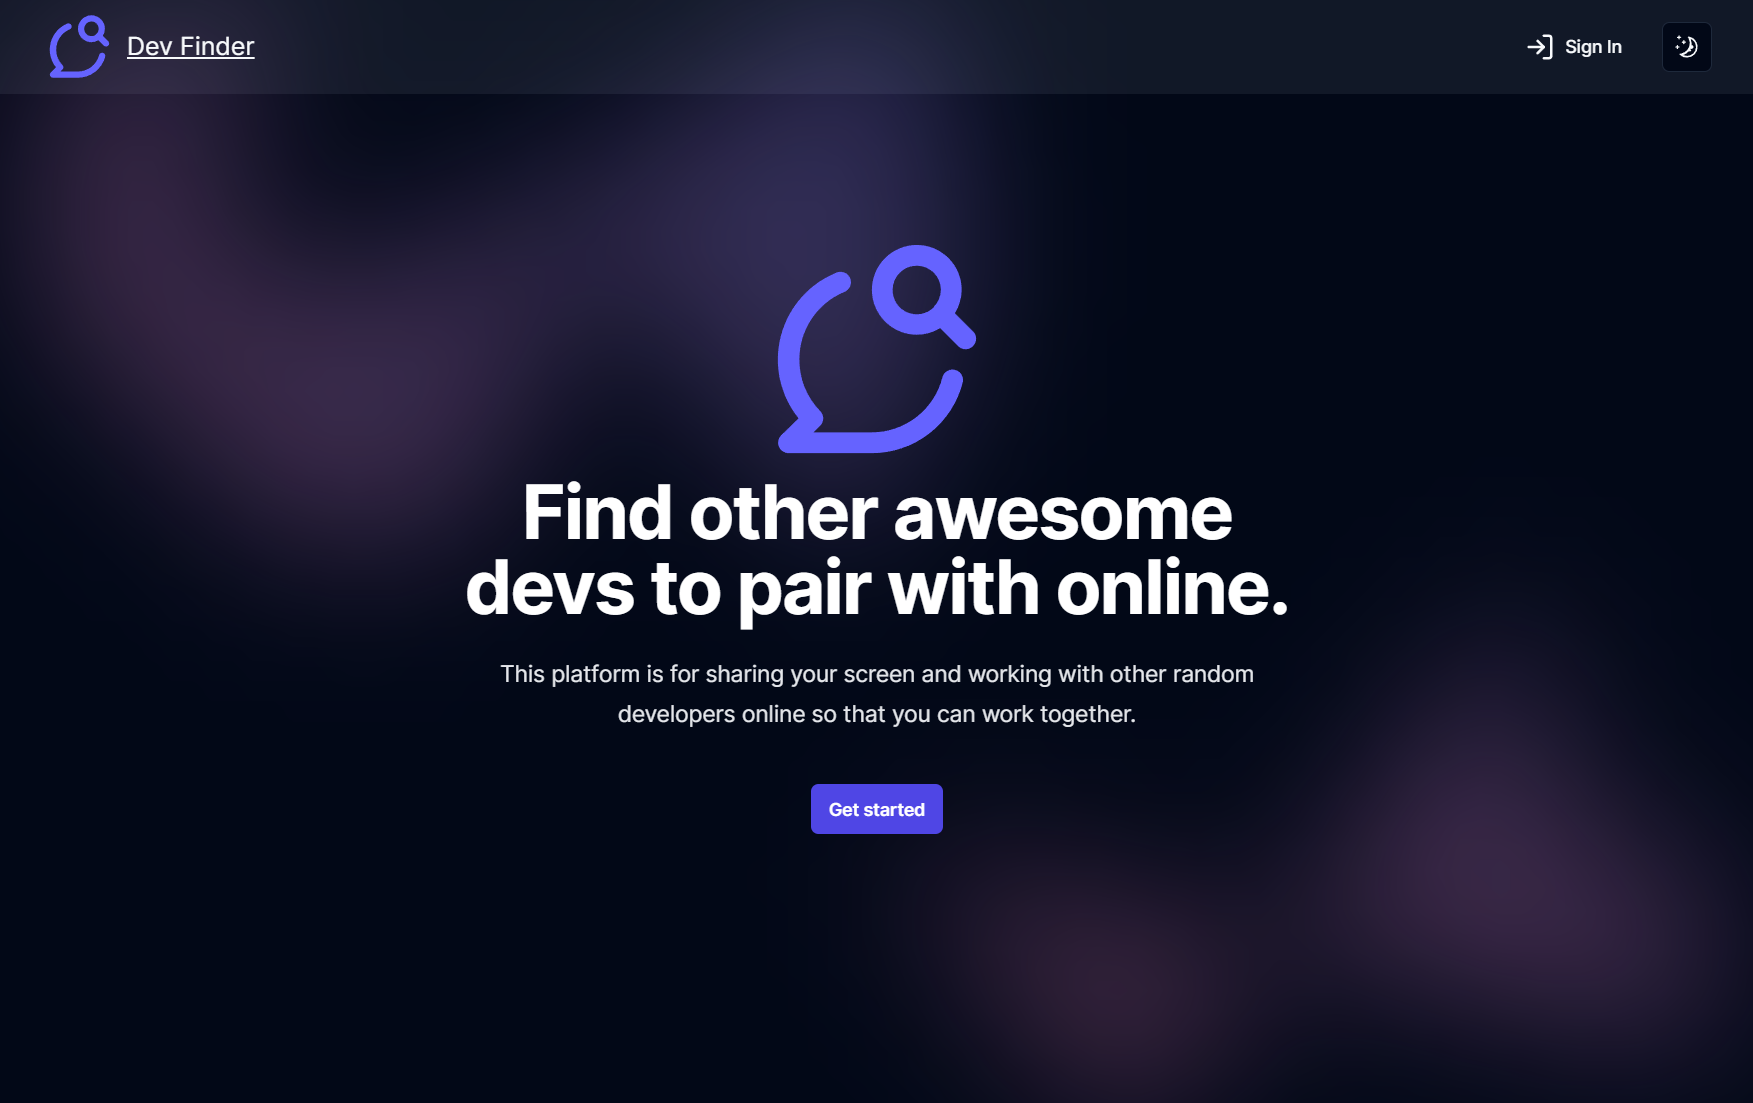 Dev Finder
Sign In
Find other awesome
devs to pair with online.
This platform is for sharing your screen and working with other random
developers online so that you can work together.
Get started